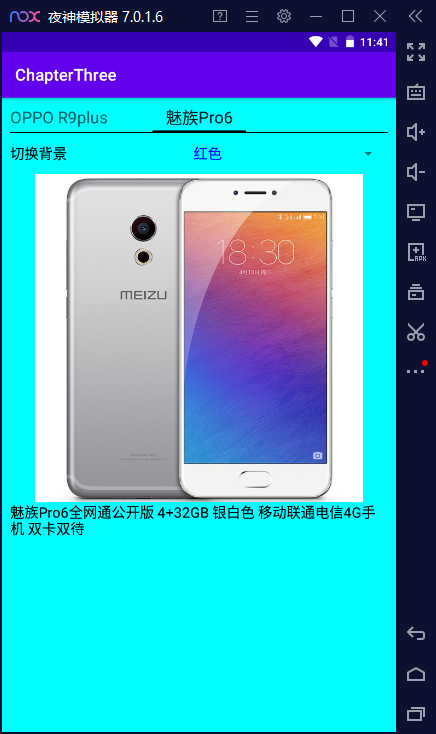 nox 夜神模拟器 7.0.1.6
11:41
ChapterThree
OPPO R9plus
魅族Pro6
切换背景
红色
100
18:30
MEIZU
魅族Pro6全网通公开版 4+32GB 银白色 移动联通电信4G手
机 双卡双待
APK